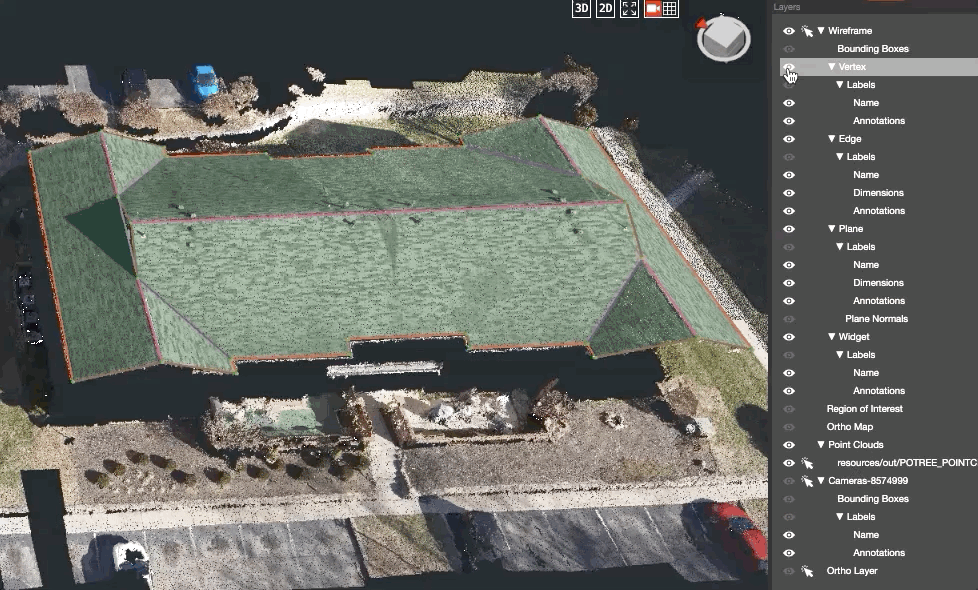 3D 2D
Layers
Wireframe
Bounding Boxes
Vertex
Labels
Name
Annotations
Edge
Labels
Name
Dimensions
Annotations
Plane
Labels
Name
Dimensions
Annotations
Plane Normals
Widget
Labels
Name
Annotations
Region of Interest
Ortho Map
Point Clouds
resources/out/POTREE_POINTC
Cameras-8574999
Bounding Boxes
Labels
Name
Annotations
Ortho Layer